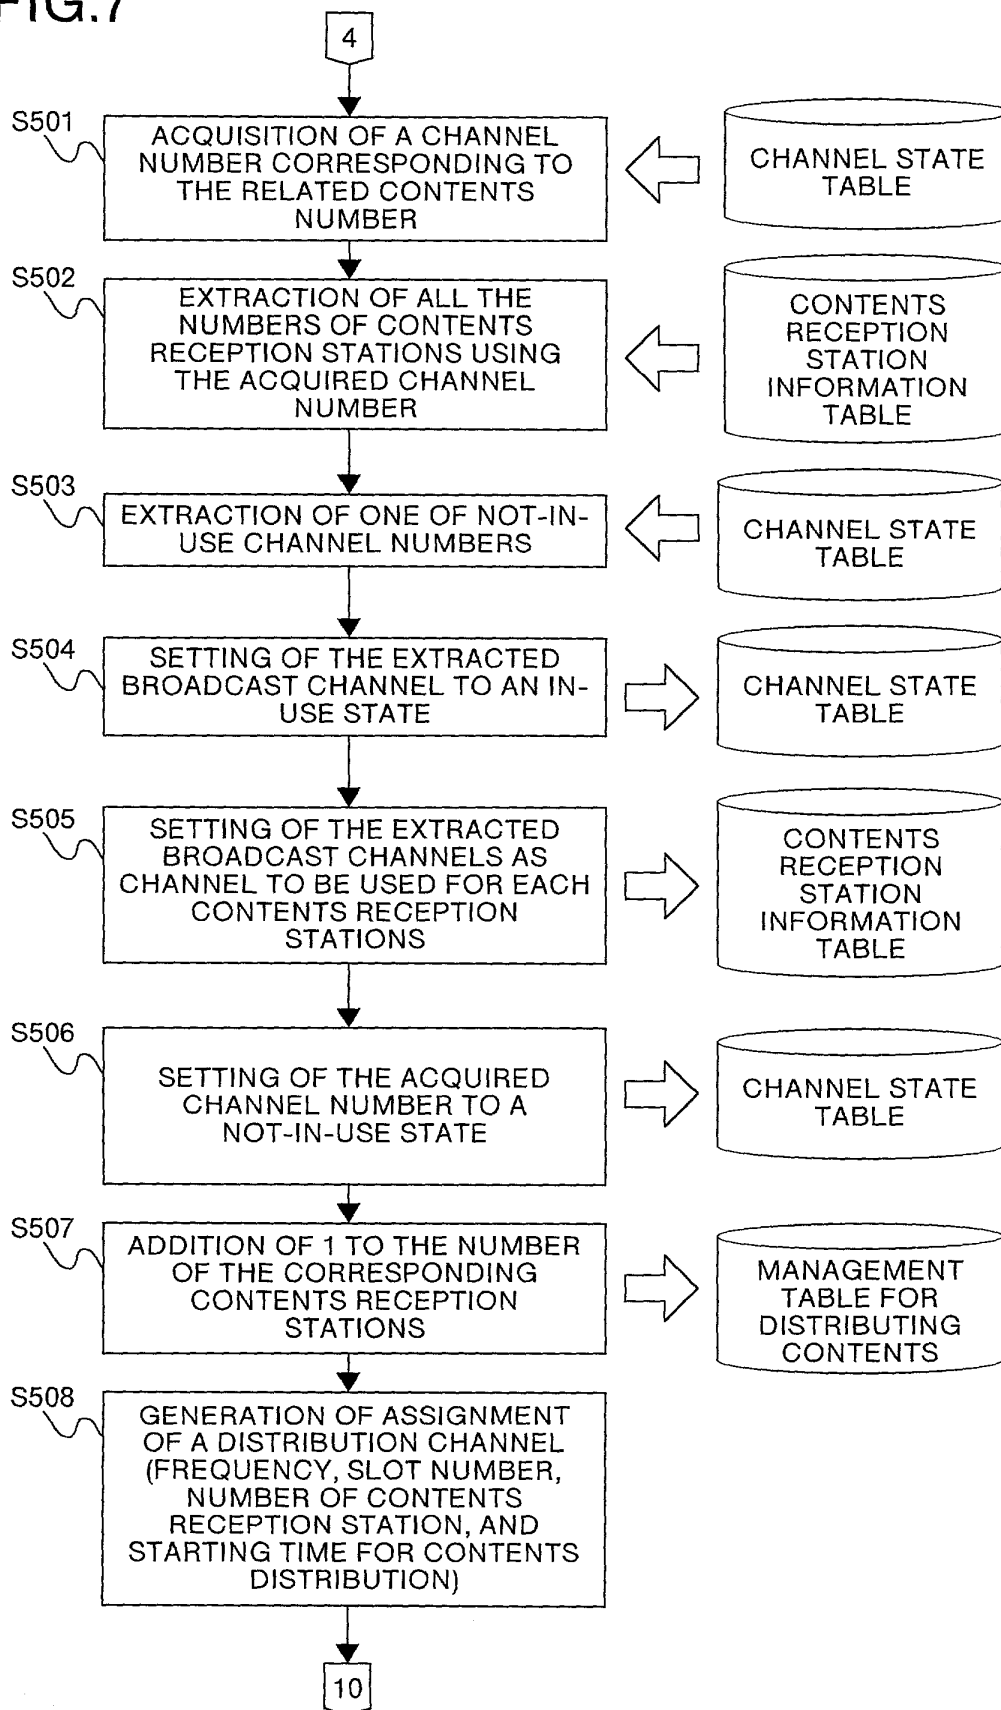 FIG.7
4
S501
ACQUISITION OF A CHANNEL
NUMBER CORRESPONDING TO
THE RELATED CONTENTS
NUMBER
CHANNEL STATE
TABLE
S502
EXTRACTION OF ALL THE
NUMBERS OF CONTENTS
RECEPTION STATIONS USING
THE ACQUIRED CHANNEL
NUMBER
CONTENTS
RECEPTION
STATION
INFORMATION
TABLE
S503
EXTRACTION OF ONE OF NOT-IN-
USE CHANNEL NUMBERS
CHANNEL STATE
TABLE
S504
SETTING OF THE EXTRACTED
BROADCAST CHANNEL TO AN IN-
USE STATE
CHANNEL STATE
TABLE
S505
SETTING OF THE EXTRACTED
BROADCAST CHANNELS AS
CHANNEL TO BE USED FOR EACH
CONTENTS RECEPTION
STATIONS
CONTENTS
RECEPTION
STATION
INFORMATION
TABLE
S506
SETTING OF THE ACQUIRED
CHANNEL NUMBER TO A
NOT-IN-USE STATE
CHANNEL STATE
TABLE
S507
ADDITION OF 1 TO THE NUMBER
OF THE CORRESPONDING
CONTENTS RECEPTION
STATIONS
MANAGEMENT
TABLE FOR
DISTRIBUTING
CONTENTS
S508
GENERATION OF ASSIGNMENT
OF A DISTRIBUTION CHANNEL
(FREQUENCY, SLOT NUMBER,
NUMBER OF CONTENTS
RECEPTION STATION, AND
STARTING TIME FOR CONTENTS
DISTRIBUTION)
10